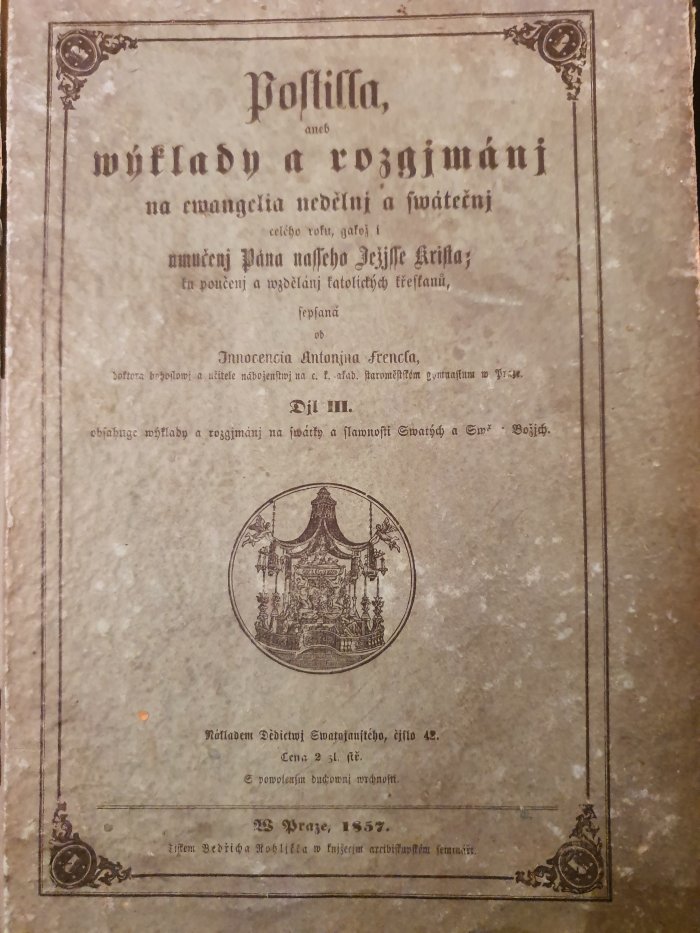 Postilla,
aneb
wýklady a rozgjmánj
na ewangelia nedělnj a swátečnj
celého roku, gakož i
umučenj Pána nasseho Ježjsse Krista;
ku poučenj a wzdělánj katolických křesťanů,
sepsaná
od
Innocencia Antonjna Frencla,
doktora bohoslowj a učitele náboženstwj na c. k. akad. staroměstském gymnasium w Praze.
Djl III.
obsahuge wýklady a rozgjmánj na swátky a slawnosti Swatých a Božjch.
Nákladem Dědictwj Swatojanského, čjslo 42.
Cena 2 zl. stř.
S powolenjm duchownj wrchnosti.
W Praze, 1857.
Tiskem Bedřicha Rohljčka w knjžecjm arcibiskupském semináři.